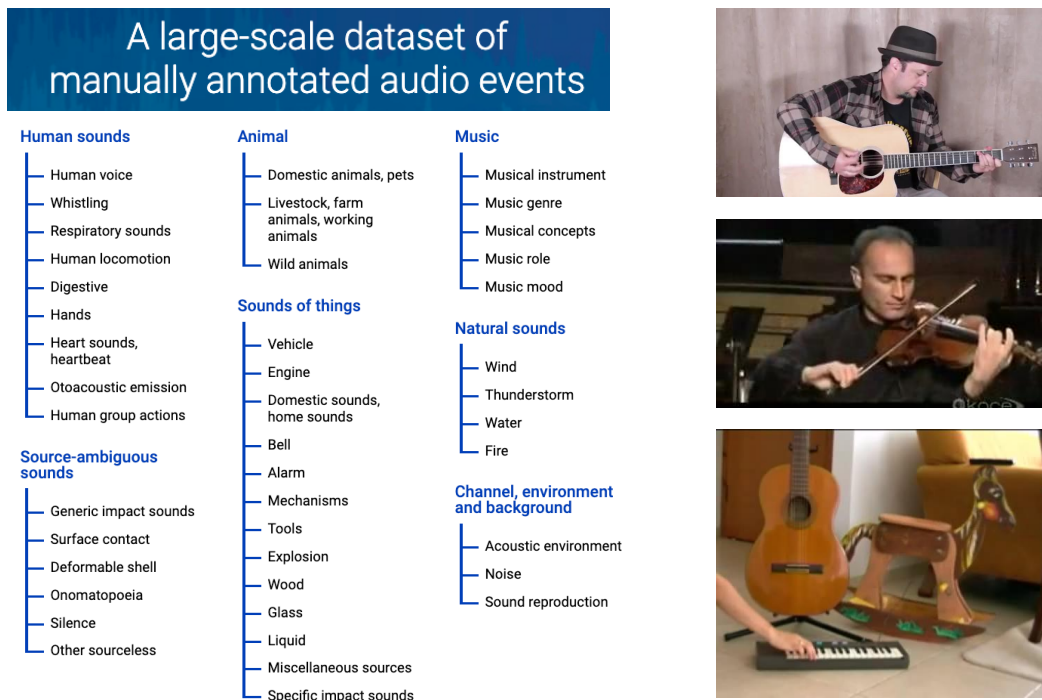 A large-scale dataset of
manually annotated audio events
Human sounds
Human voice
Whistling
Respiratory sounds
Human locomotion
Digestive
Hands
Heart sounds,
heartbeat
Otoacoustic emission
Human group actions
Source-ambiguous
sounds
Generic impact sounds
Surface contact
Deformable shell
Onomatopoeia
Silence
Other sourceless
Animal
Domestic animals, pets
Livestock, farm
animals, working
animals
Wild animals
Sounds of things
Vehicle
Engine
Domestic sounds,
home sounds
Bell
Alarm
Mechanisms
Tools
Explosion
Wood
Glass
Liquid
Miscellaneous sources
Specific impact sounds
Music
Musical instrument
Music genre
Musical concepts
Music role
Music mood
Natural sounds
Wind
Thunderstorm
Water
Fire
Channel, environment
and background
Acoustic environment
Noise
Sound reproduction